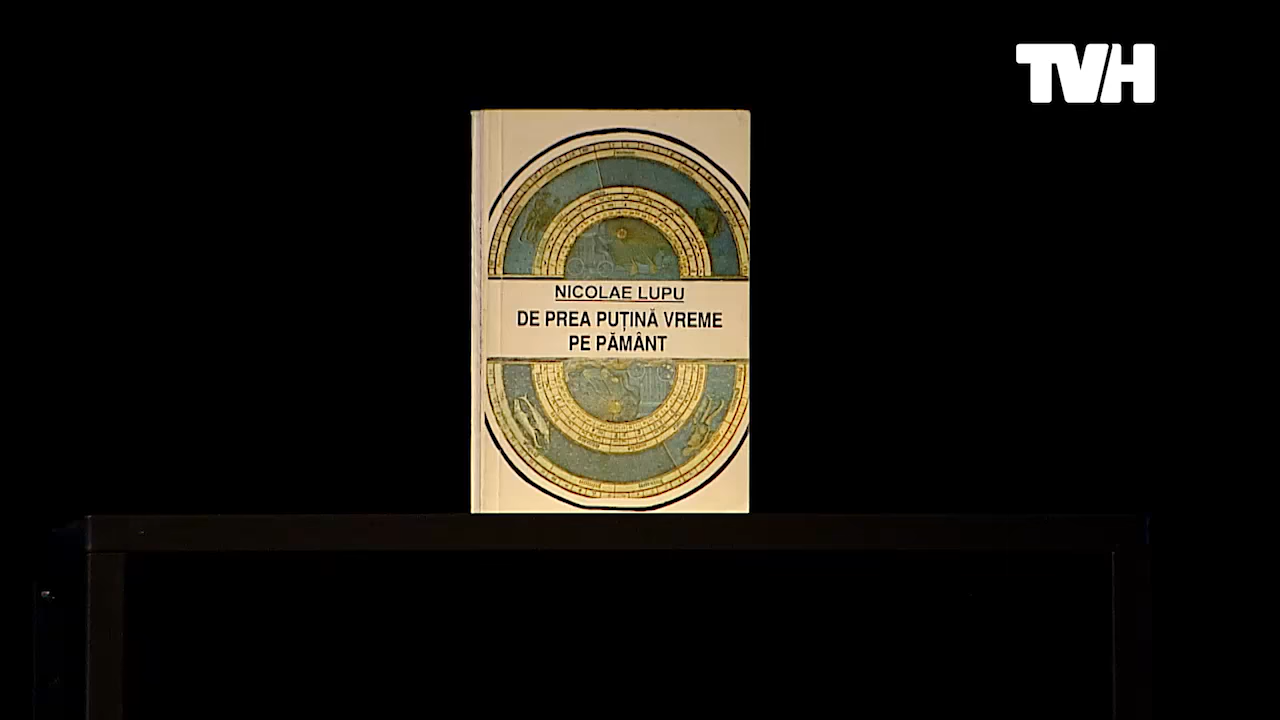 TVH
NICOLAE LUPU
DE PREA PUȚINĂ VREME
PE PĂMÂNT